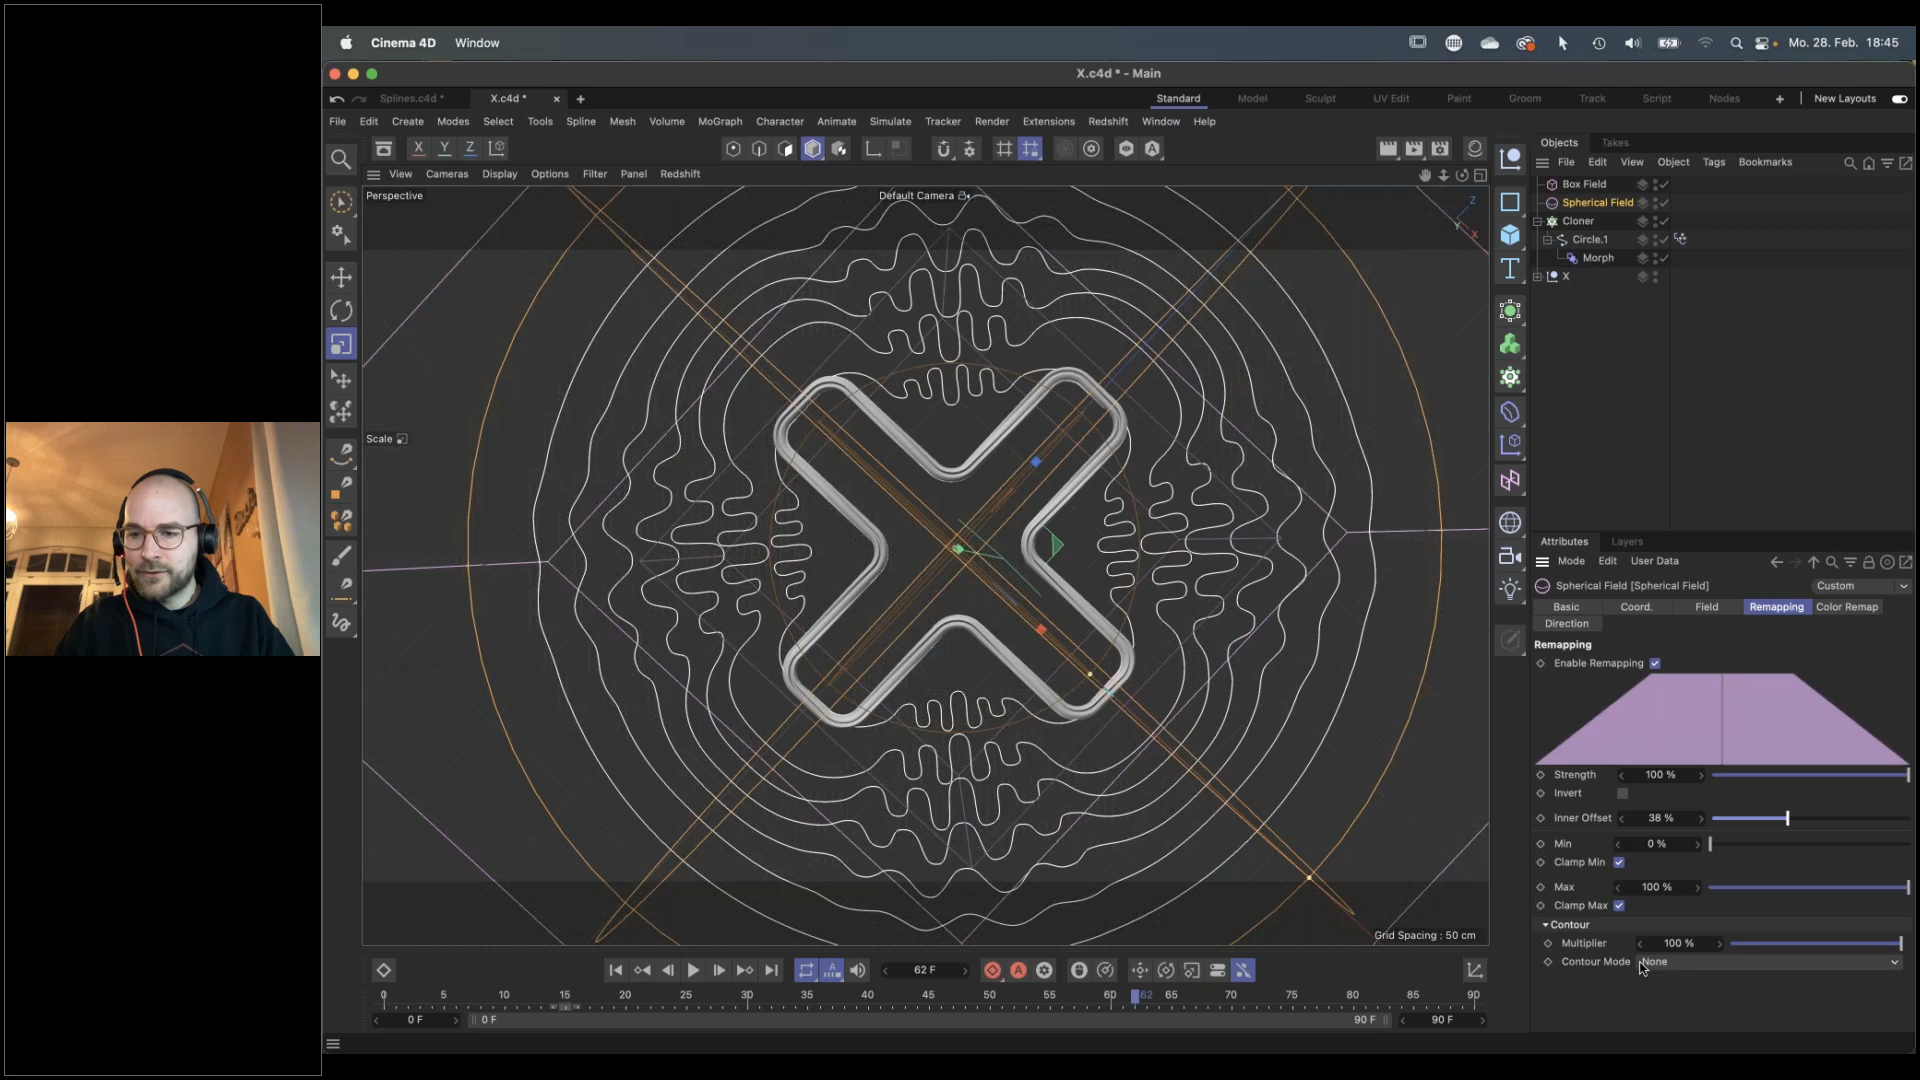 Cinema 4D Window
Mo. 28. Feb. 18:45
X.c4d * - Main
Splines.c4d *
X.c4d *
Standard Model Sculpt UV Edit Paint Groom Track Script Nodes New Layouts
File Edit Create Modes Select Tools Spline Mesh Volume MoGraph Character Animate Simulate Tracker Render Extensions Redshift Window Help
X Y Z
View Cameras Display Options Filter Panel Redshift
Perspective
Default Camera
Z
Y
X
Scale
Grid Spacing : 50 cm
Objects Takes
File Edit View Object Tags Bookmarks
Box Field
Spherical Field
Cloner
Circle.1
Morph
X
Attributes Layers
Mode Edit User Data
Spherical Field [Spherical Field]
Custom
Basic Coord. Field Remapping Color Remap
Direction
Remapping
Enable Remapping
Strength 100 %
Invert
Inner Offset 38 %
Min 0 %
Clamp Min
Max 100 %
Clamp Max
Contour
Multiplier 100 %
Contour Mode None
62 F
0 5 10 15 20 25 30 35 40 45 50 55 60 62 65 70 75 80 85 90
0 F 0 F 90 F 90 F